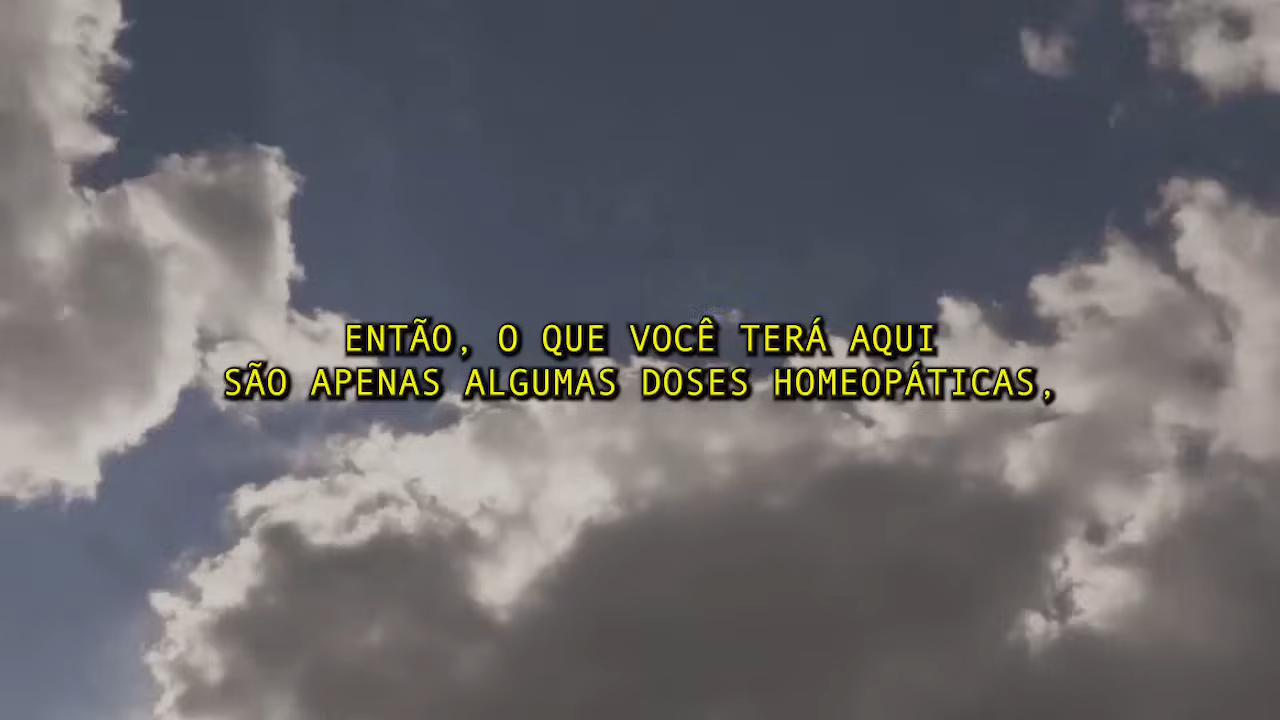 ENTÃO, O QUE VOCÊ TERÁ AQUI
SÃO APENAS ALGUMAS DOSES HOMEOPÁTICAS,